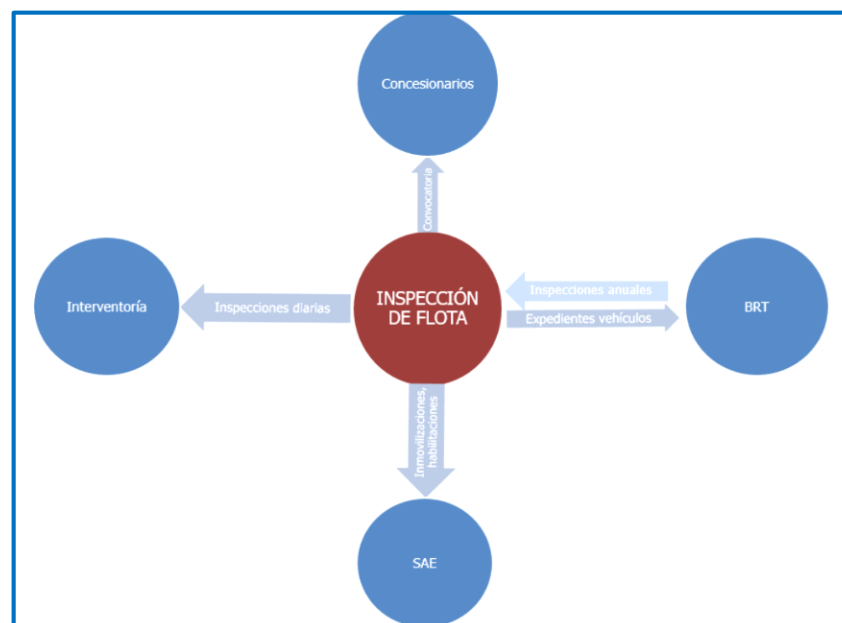 Concesionarios
Convocatoria
Interventoría
Inspecciones diarias
INSPECCIÓN
DE FLOTA
Inspecciones anuales
Expedientes vehículos
BRT
Inmovilizaciones,
habilitaciones
SAE